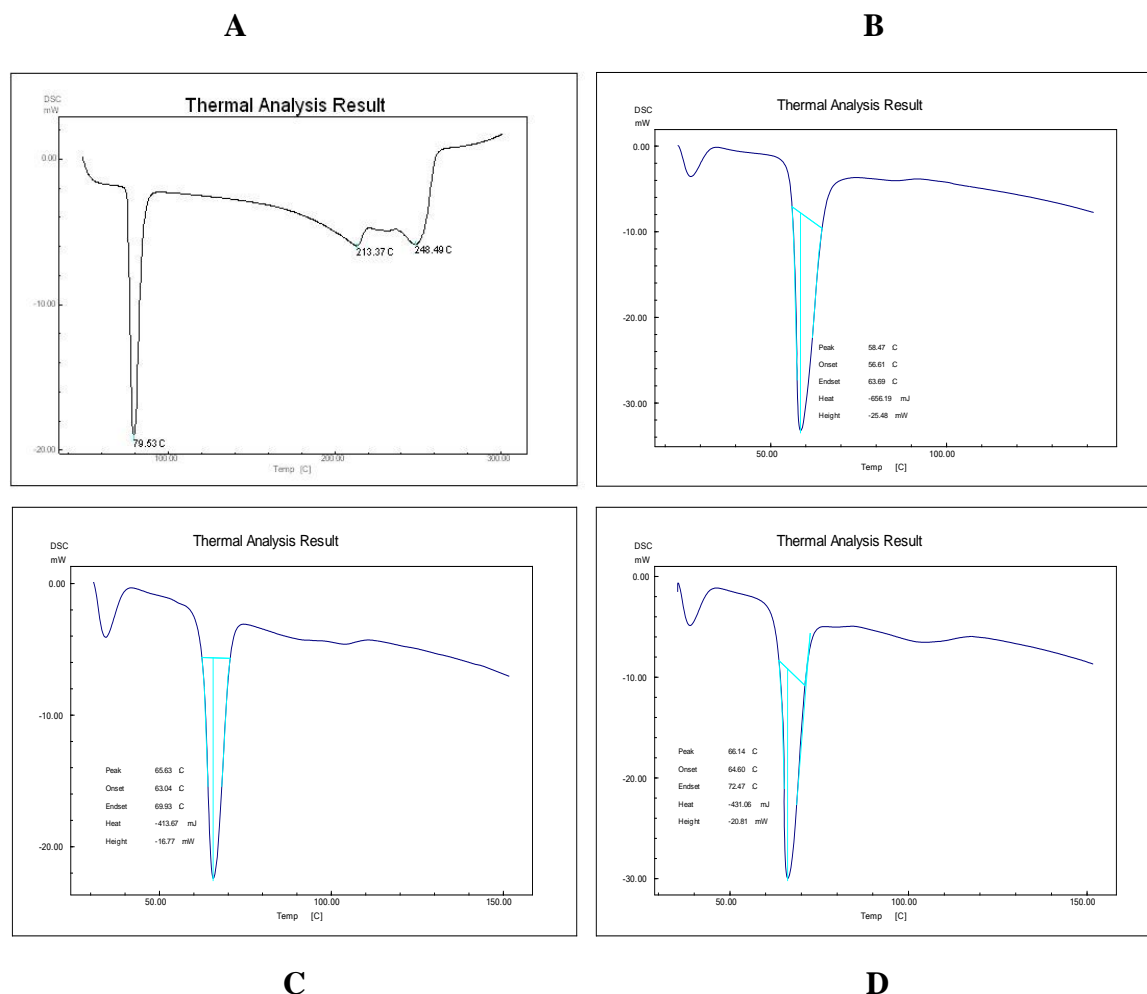 A
B
DSC
mW
Thermal Analysis Result
0.00
-10.00
-20.00
79.53 C
213.37 C
248.49 C
100.00
200.00
300.00
Temp [C]
DSC
mW
Thermal Analysis Result
0.00
-10.00
-20.00
-30.00
Peak 58.47 C
Onset 56.61 C
Endset 63.69 C
Heat -656.19 mJ
Height -25.48 mW
50.00
100.00
Temp [C]
DSC
mW
Thermal Analysis Result
0.00
-10.00
-20.00
Peak 65.63 C
Onset 63.04 C
Endset 69.93 C
Heat -413.67 mJ
Height -16.77 mW
50.00
100.00
150.00
Temp [C]
DSC
mW
Thermal Analysis Result
0.00
-10.00
-20.00
-30.00
Peak 66.14 C
Onset 64.60 C
Endset 72.47 C
Heat -431.06 mJ
Height -20.81 mW
50.00
100.00
150.00
Temp [C]
C
D